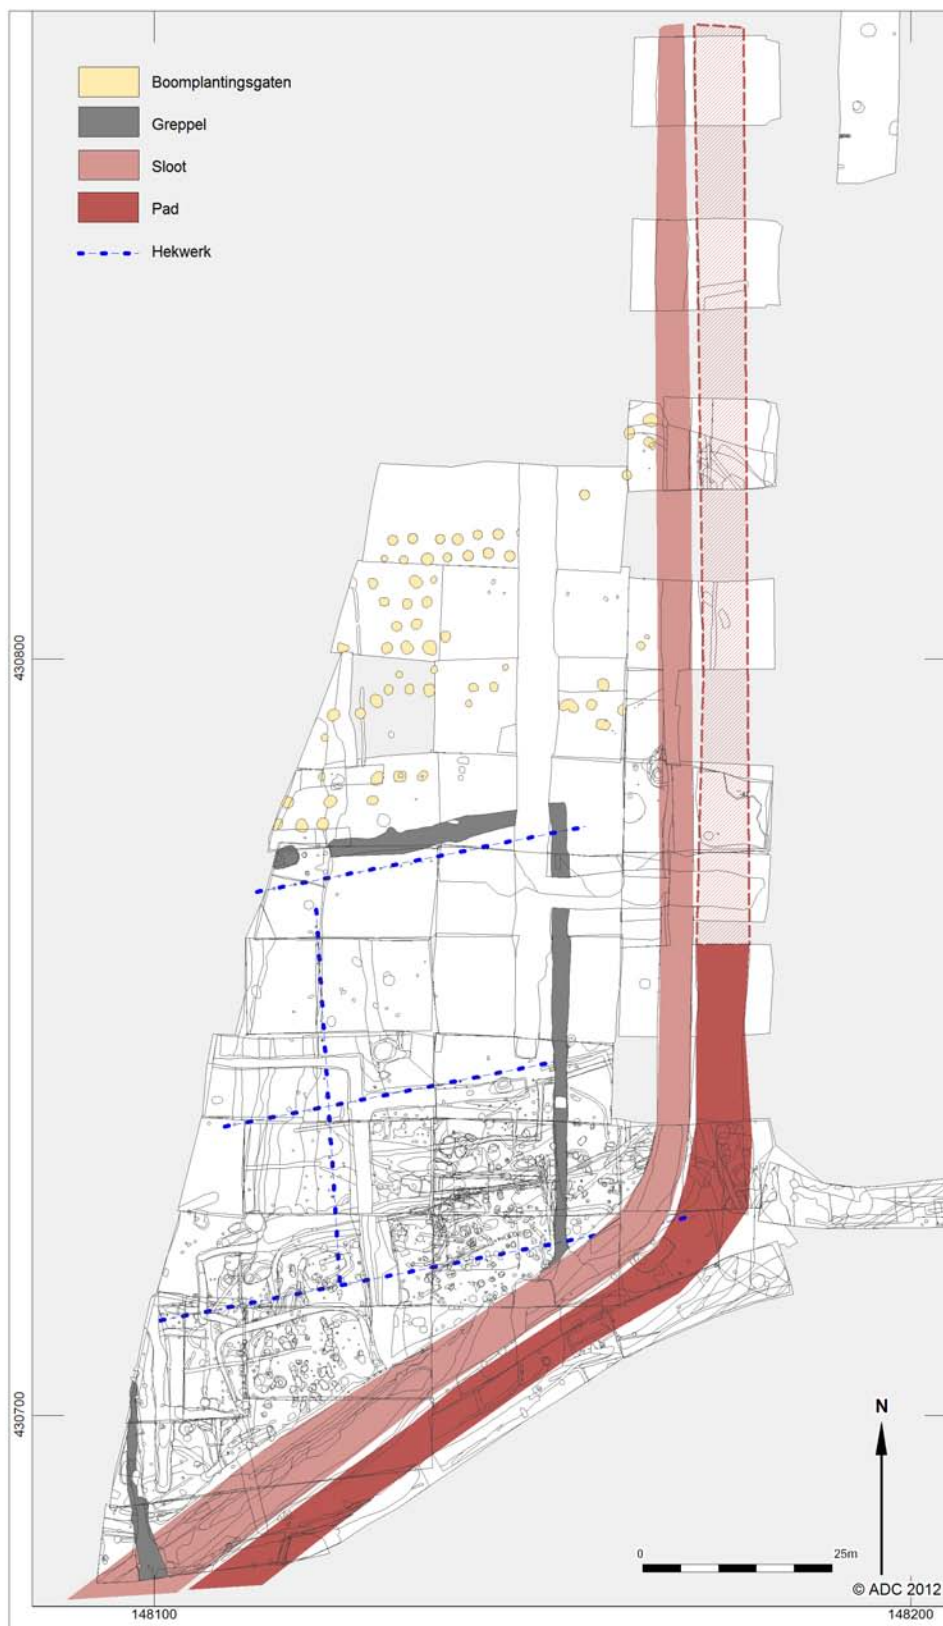 Boomplantingsgaten
Greppel
Sloot
Pad
Hekwerk
430800
430700
N
0 25m
© ADC 2012
148100 148200